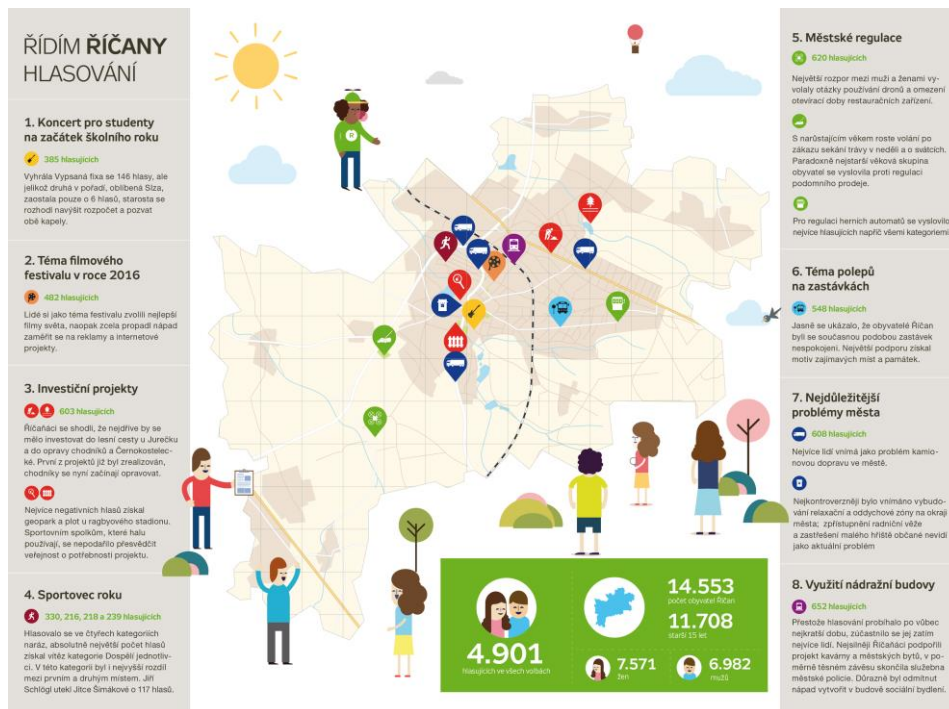 ŘÍDÍM ŘÍČANY
HLASOVÁNÍ
1. Koncert pro studenty
na začátek školního roku
385 hlasujících
Vyhrála Vypsaná fixa se 146 hlasy, ale
jelikož druhá v pořadí, oblíbená Sīza,
zaostala pouze o 6 hlasů, starosta se
rozhodl navýšit rozpočet a pozvat
obě kapely.
2. Téma filmového
festivalu v roce 2016
482 hlasujících
Lidé si jako téma festivalu zvolili nejlepší
filmy světa, naopak zcela propadl nápad
zaměřit se na reklamy a internetové
projekty.
3. Investiční projekty
603 hlasujících
Říčaňáci se shodli, že nejdříve by se
mělo investovat do lesní cesty u Jurečku
a do opravy chodníků a Černokostelec-
ké. První z projektů již byl zrealizován,
chodníky se nyní začínají opravovat.
Nejvíce negativních hlasů získal
geopark a plot u ragbyového stadionu.
Sportovním spolkům, které halu
používají, se nepodařilo přesvědčit
veřejnost o potřebnosti projektu.
4. Sportovec roku
330, 216, 218 a 239 hlasujících
Hlasovalo se ve čtyřech kategoriích
naráz, absolutně největší počet hlasů
získal vítěz kategorie Dospělí jednotliv-
ci. V této kategorii byl i nejvyšší rozdíl
mezi prvním a druhým místem. Jiří
Schlögl utekl Jitce Šimákové o 117 hlasů.
R
4.901
hlasujících ve všech volbách
14.553
počet obyvatel Říčan
11.708
starší 15 let
7.571
žen
6.982
mužů
5. Městské regulace
620 hlasujících
Největší rozpor mezi muži a ženami vy-
volaly otázky používání dronů a omezení
otevírací doby restauračních zařízení.
S narůstajícím věkem roste volání po
zákazu sekání trávy v neděli a o svátcích.
Paradoxně nejstarší věková skupina
obyvatel se vyslovila proti regulaci
podomního prodeje.
Pro regulaci herních automatů se vyslovilo
nejvíce hlasujících napříč všemi kategoriemi
6. Téma polepů
na zastávkách
548 hlasujících
Jasně se ukázalo, že obyvatelé Říčan
byli se současnou podobou zastávek
nespokojeni. Největší podporu získal
motiv zajímavých míst a památek.
7. Nejdůležitější
problémy města
608 hlasujících
Nejvíce lidí vnímá jako problém kamio-
novou dopravu ve městě.
Nejkontroverzněji bylo vnímáno vybudo-
vání relaxační a oddychové zóny na okraji
města; zpřístupnění radniční věže
a zastřešení malého hřiště občané nevidí
jako aktuální problém
8. Využití nádražní budovy
652 hlasujících
Přestože hlasování probíhalo po vůbec
nejkratší dobu, zúčastnilo se jej zatím
nejvíce lidí. Nejsilněji Říčaňáci podpořili
projekt kavárny a městských bytů, v po-
měrně těsném závěsu skončila služebna
městské policie. Důrazně byl odmítnut
nápad vytvořit v budově sociální bydlení.